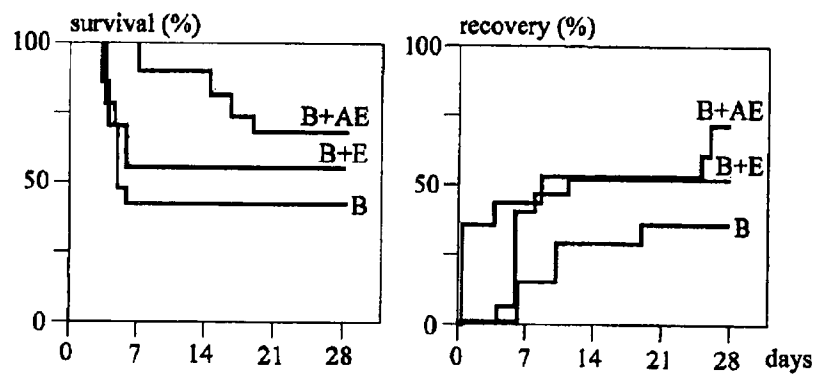 survival (%)
100
50
0
B+AE
B+E
B
0 7 14 21 28
recovery (%)
100
50
0
B+AE
B+E
B
0 7 14 21 28 days